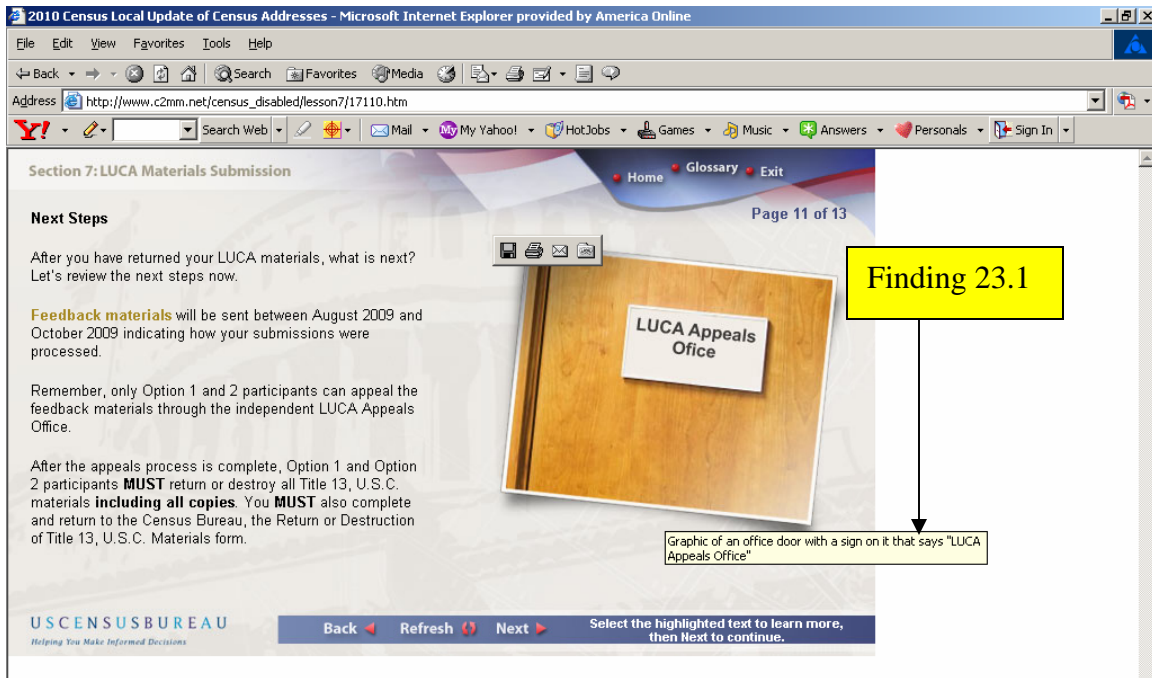 2010 Census Local Update of Census Addresses - Microsoft Internet Explorer provided by America Online
File Edit View Favorites Tools Help
Back Search Favorites Media
Address http://www.c2mm.net/census_disabled/lesson7/17110.htm
Y! Search Web Mail My Yahoo! HotJobs Games Music Answers Personals Sign In
Section 7: LUCA Materials Submission
Home Glossary Exit
Page 11 of 13
Next Steps
After you have returned your LUCA materials, what is next?
Let's review the next steps now.
Feedback materials will be sent between August 2009 and
October 2009 indicating how your submissions were
processed.
Remember, only Option 1 and 2 participants can appeal the
feedback materials through the independent LUCA Appeals
Office.
After the appeals process is complete, Option 1 and Option
2 participants MUST return or destroy all Title 13, U.S.C.
materials including all copies. You MUST also complete
and return to the Census Bureau, the Return or Destruction
of Title 13, U.S.C. Materials form.
LUCA Appeals
Ofice
Finding 23.1
Graphic of an office door with a sign on it that says "LUCA
Appeals Office"
USCENSUSBUREAU
Helping You Make Informed Decisions
Back Refresh Next
Select the highlighted text to learn more,
then Next to continue.